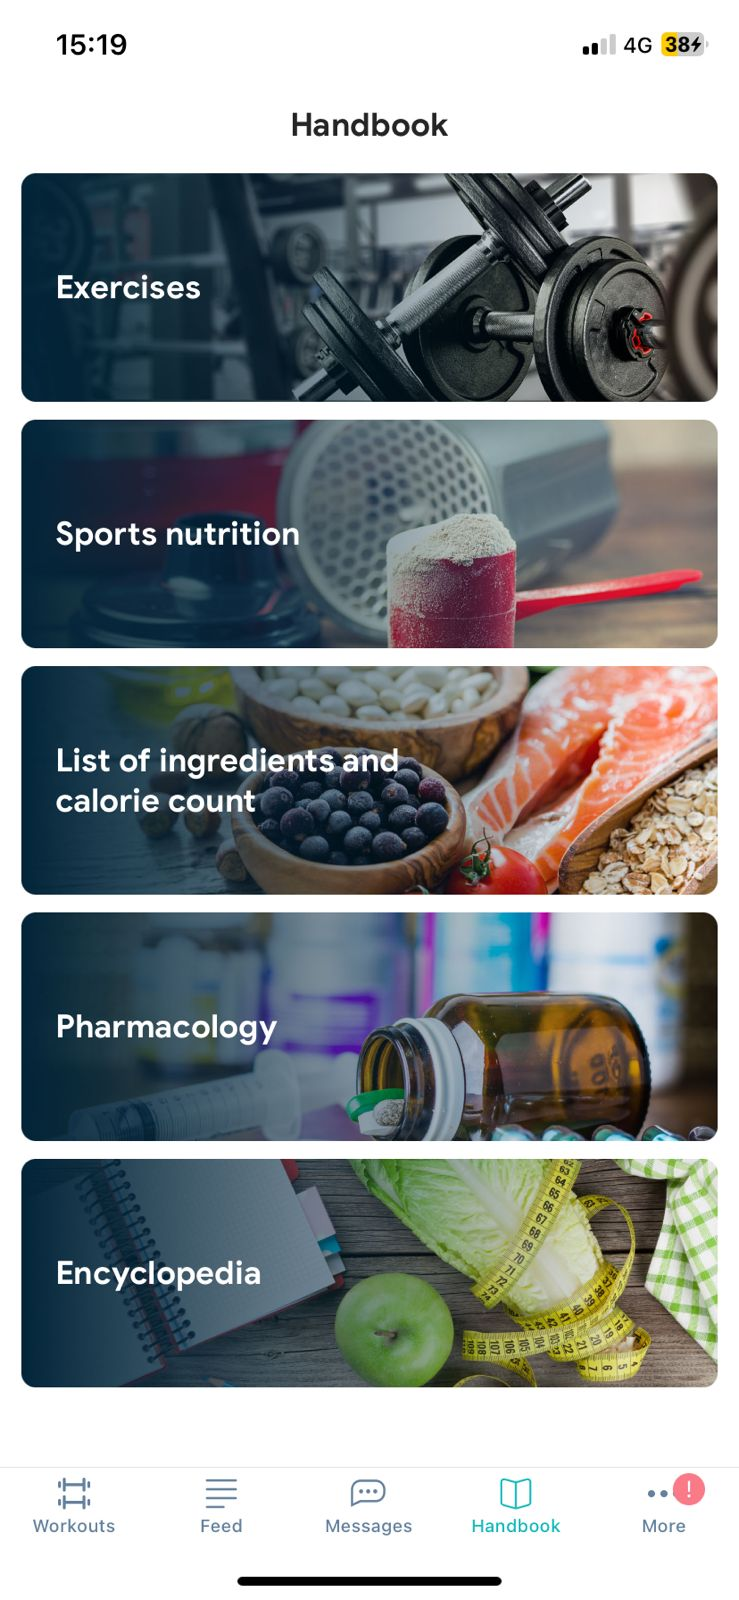 15:19
4G
38
Handbook
Exercises
Sports nutrition
List of ingredients and
calorie count
Pharmacology
Encyclopedia
Workouts
Feed
Messages
Handbook
!
More